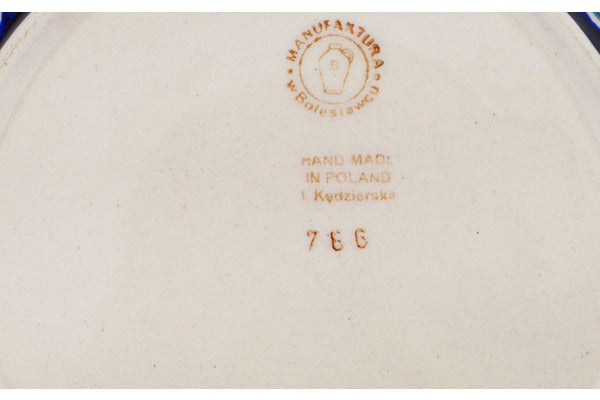 MANUFAKTURA
w Bolesławcu
B
HAND MADE
IN POLAND
I. Kędzierska
766